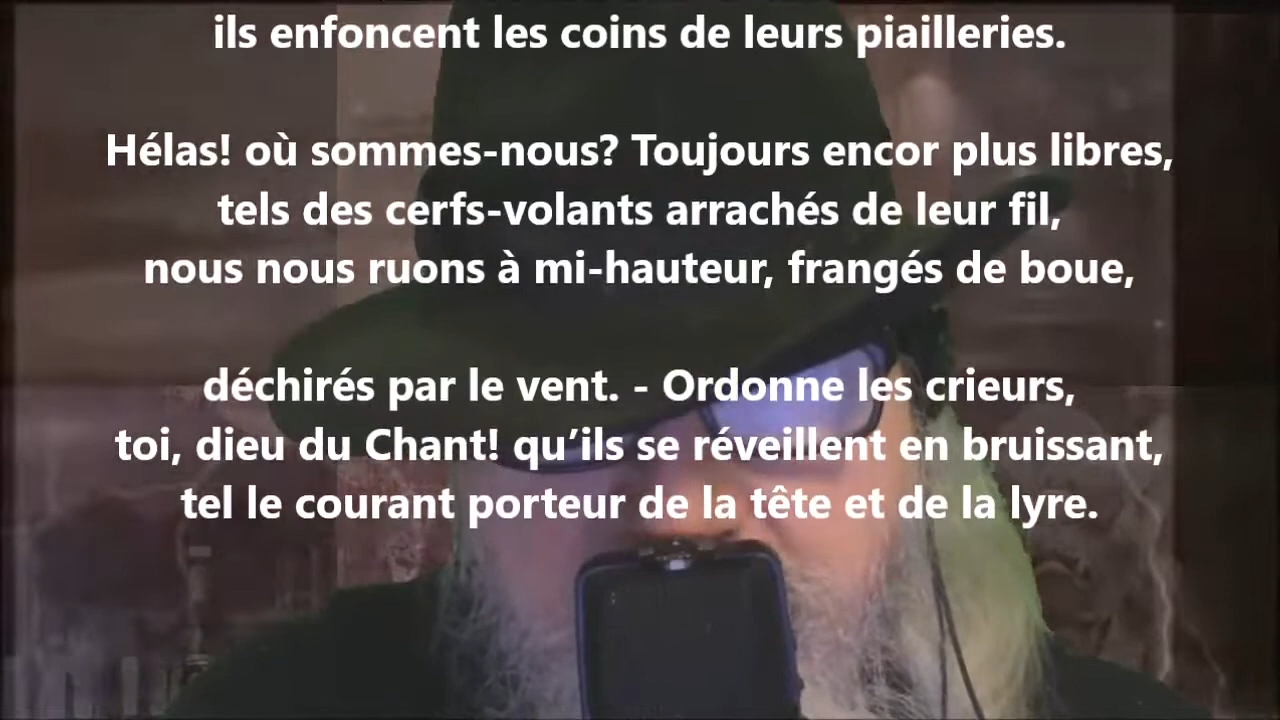 ils enfoncent les coins de leurs piailleries.
Hélas! où sommes-nous? Toujours encor plus libres,
tels des cerfs-volants arrachés de leur fil,
nous nous ruons à mi-hauteur, frangés de boue,
déchirés par le vent. - Ordonne les crieurs,
toi, dieu du Chant! qu’ils se réveillent en bruissant,
tel le courant porteur de la tête et de la lyre.